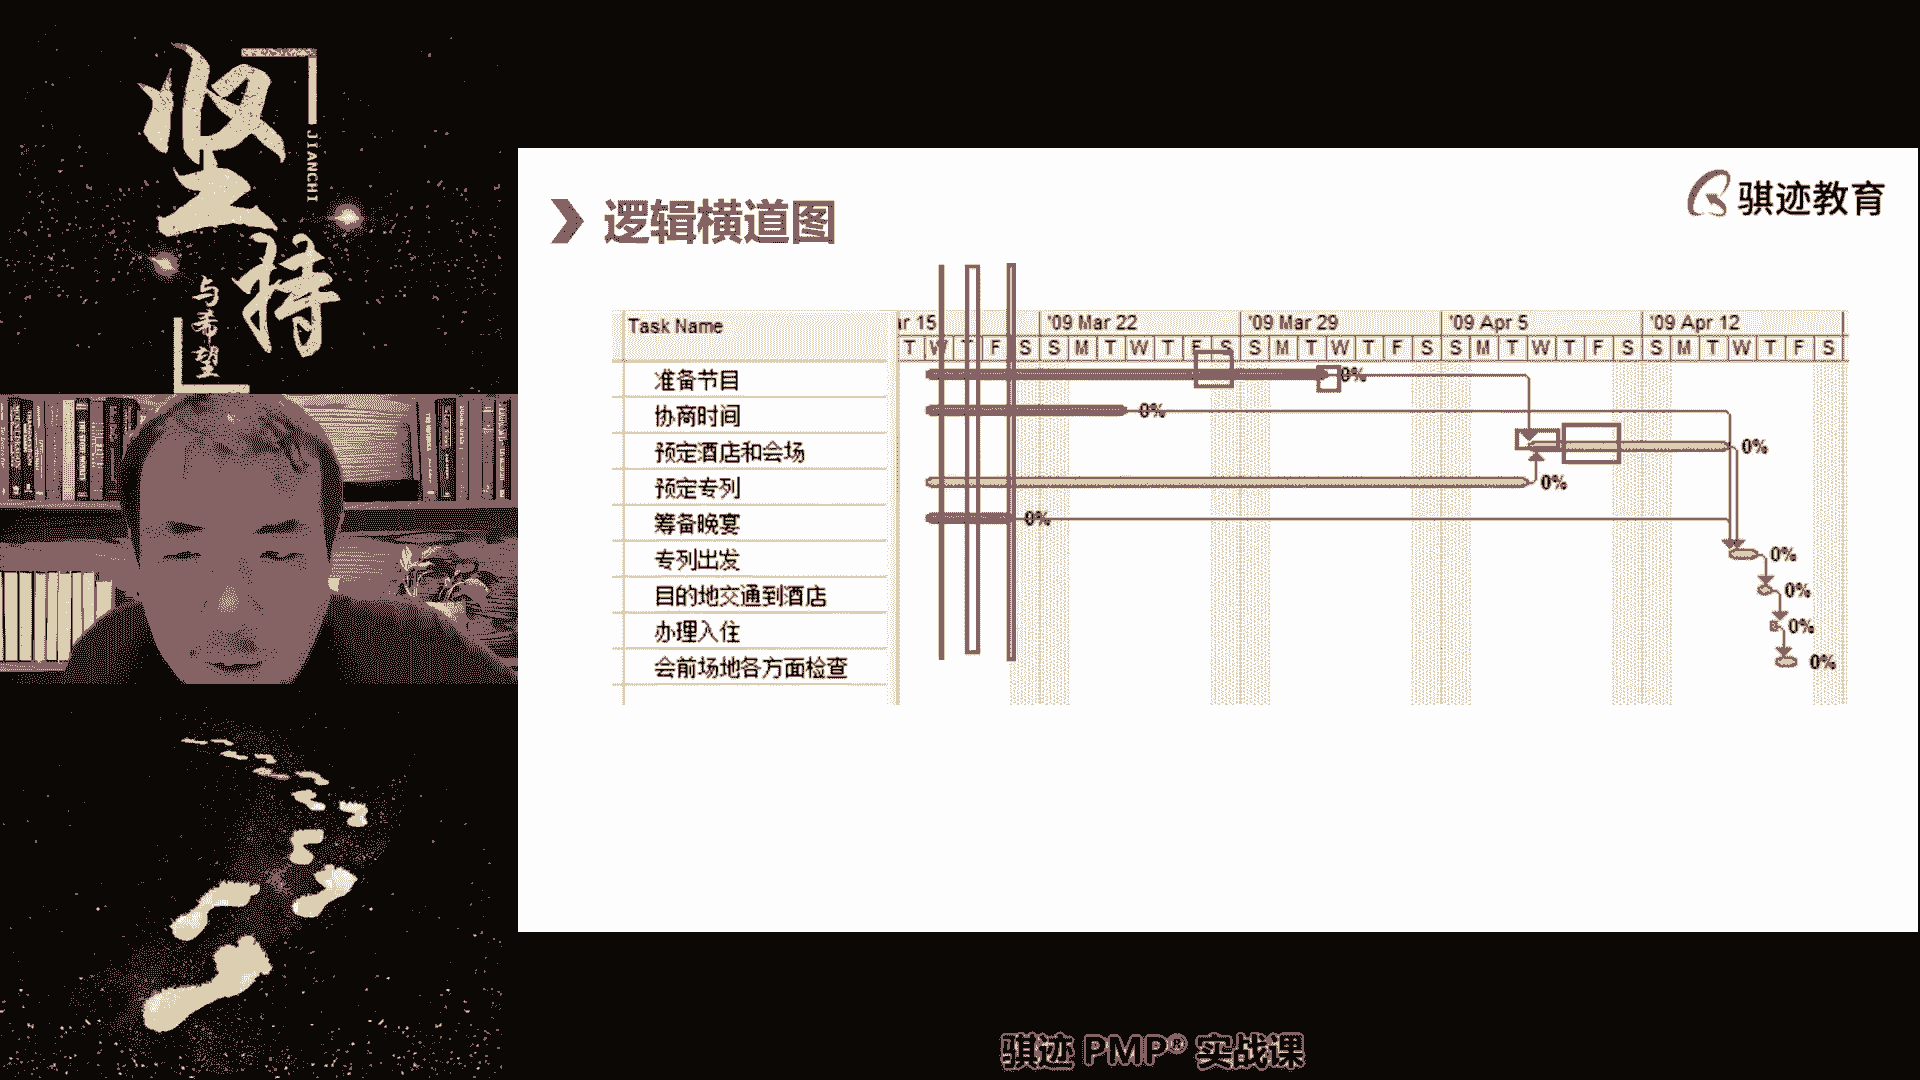 坚
持
JIANCHI
与希望
逻辑横道图
骐迹教育
Task Name
ar 15 '09 Mar 22 '09 Mar 29 '09 Apr 5 '09 Apr 12
T W T F S S M T W T F S S M T W T F S S M T W T F S S M T W T F S
准备节目 0%
协商时间 0%
预定酒店和会场 0%
预定专列 0%
筹备晚宴 0%
专列出发 0%
目的地交通到酒店 0%
办理入住 0%
会前场地各方面检查 0%
骐迹 PMP® 实战课